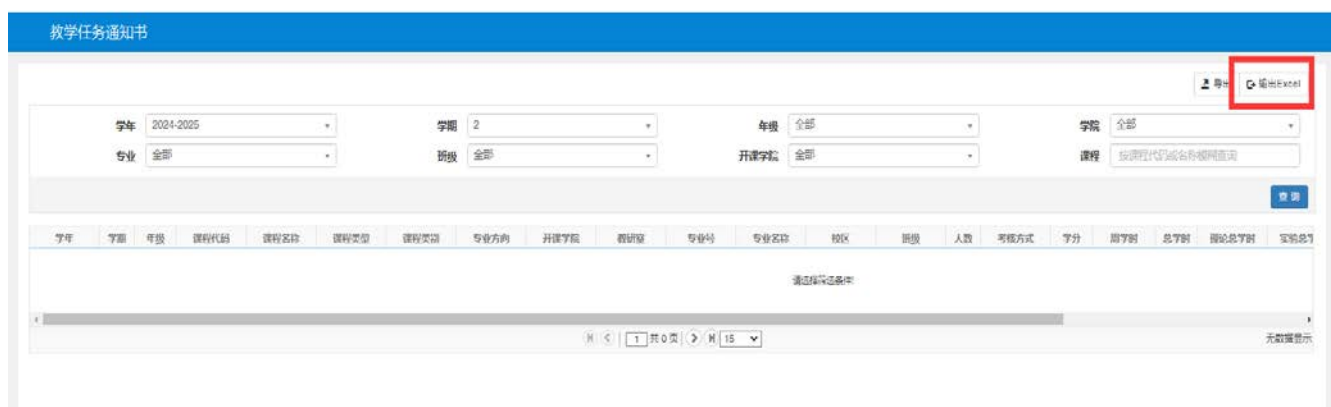 教学任务通知书
导出 输出Excel
学年 2024-2025 学期 2 年级 全部 学院 全部
专业 全部 班级 全部 开课学院 全部 课程 按课程代码或名称模糊查询
查询
学年 学期 年级 课程代码 课程名称 课程类型 课程类别 专业方向 开课学院 教研室 专业号 专业名称 校区 班级 人数 考核方式 学分 周学时 总学时 理论总学时 实验总学
请选择筛选条件!
1 共 0 页 15
无数据显示